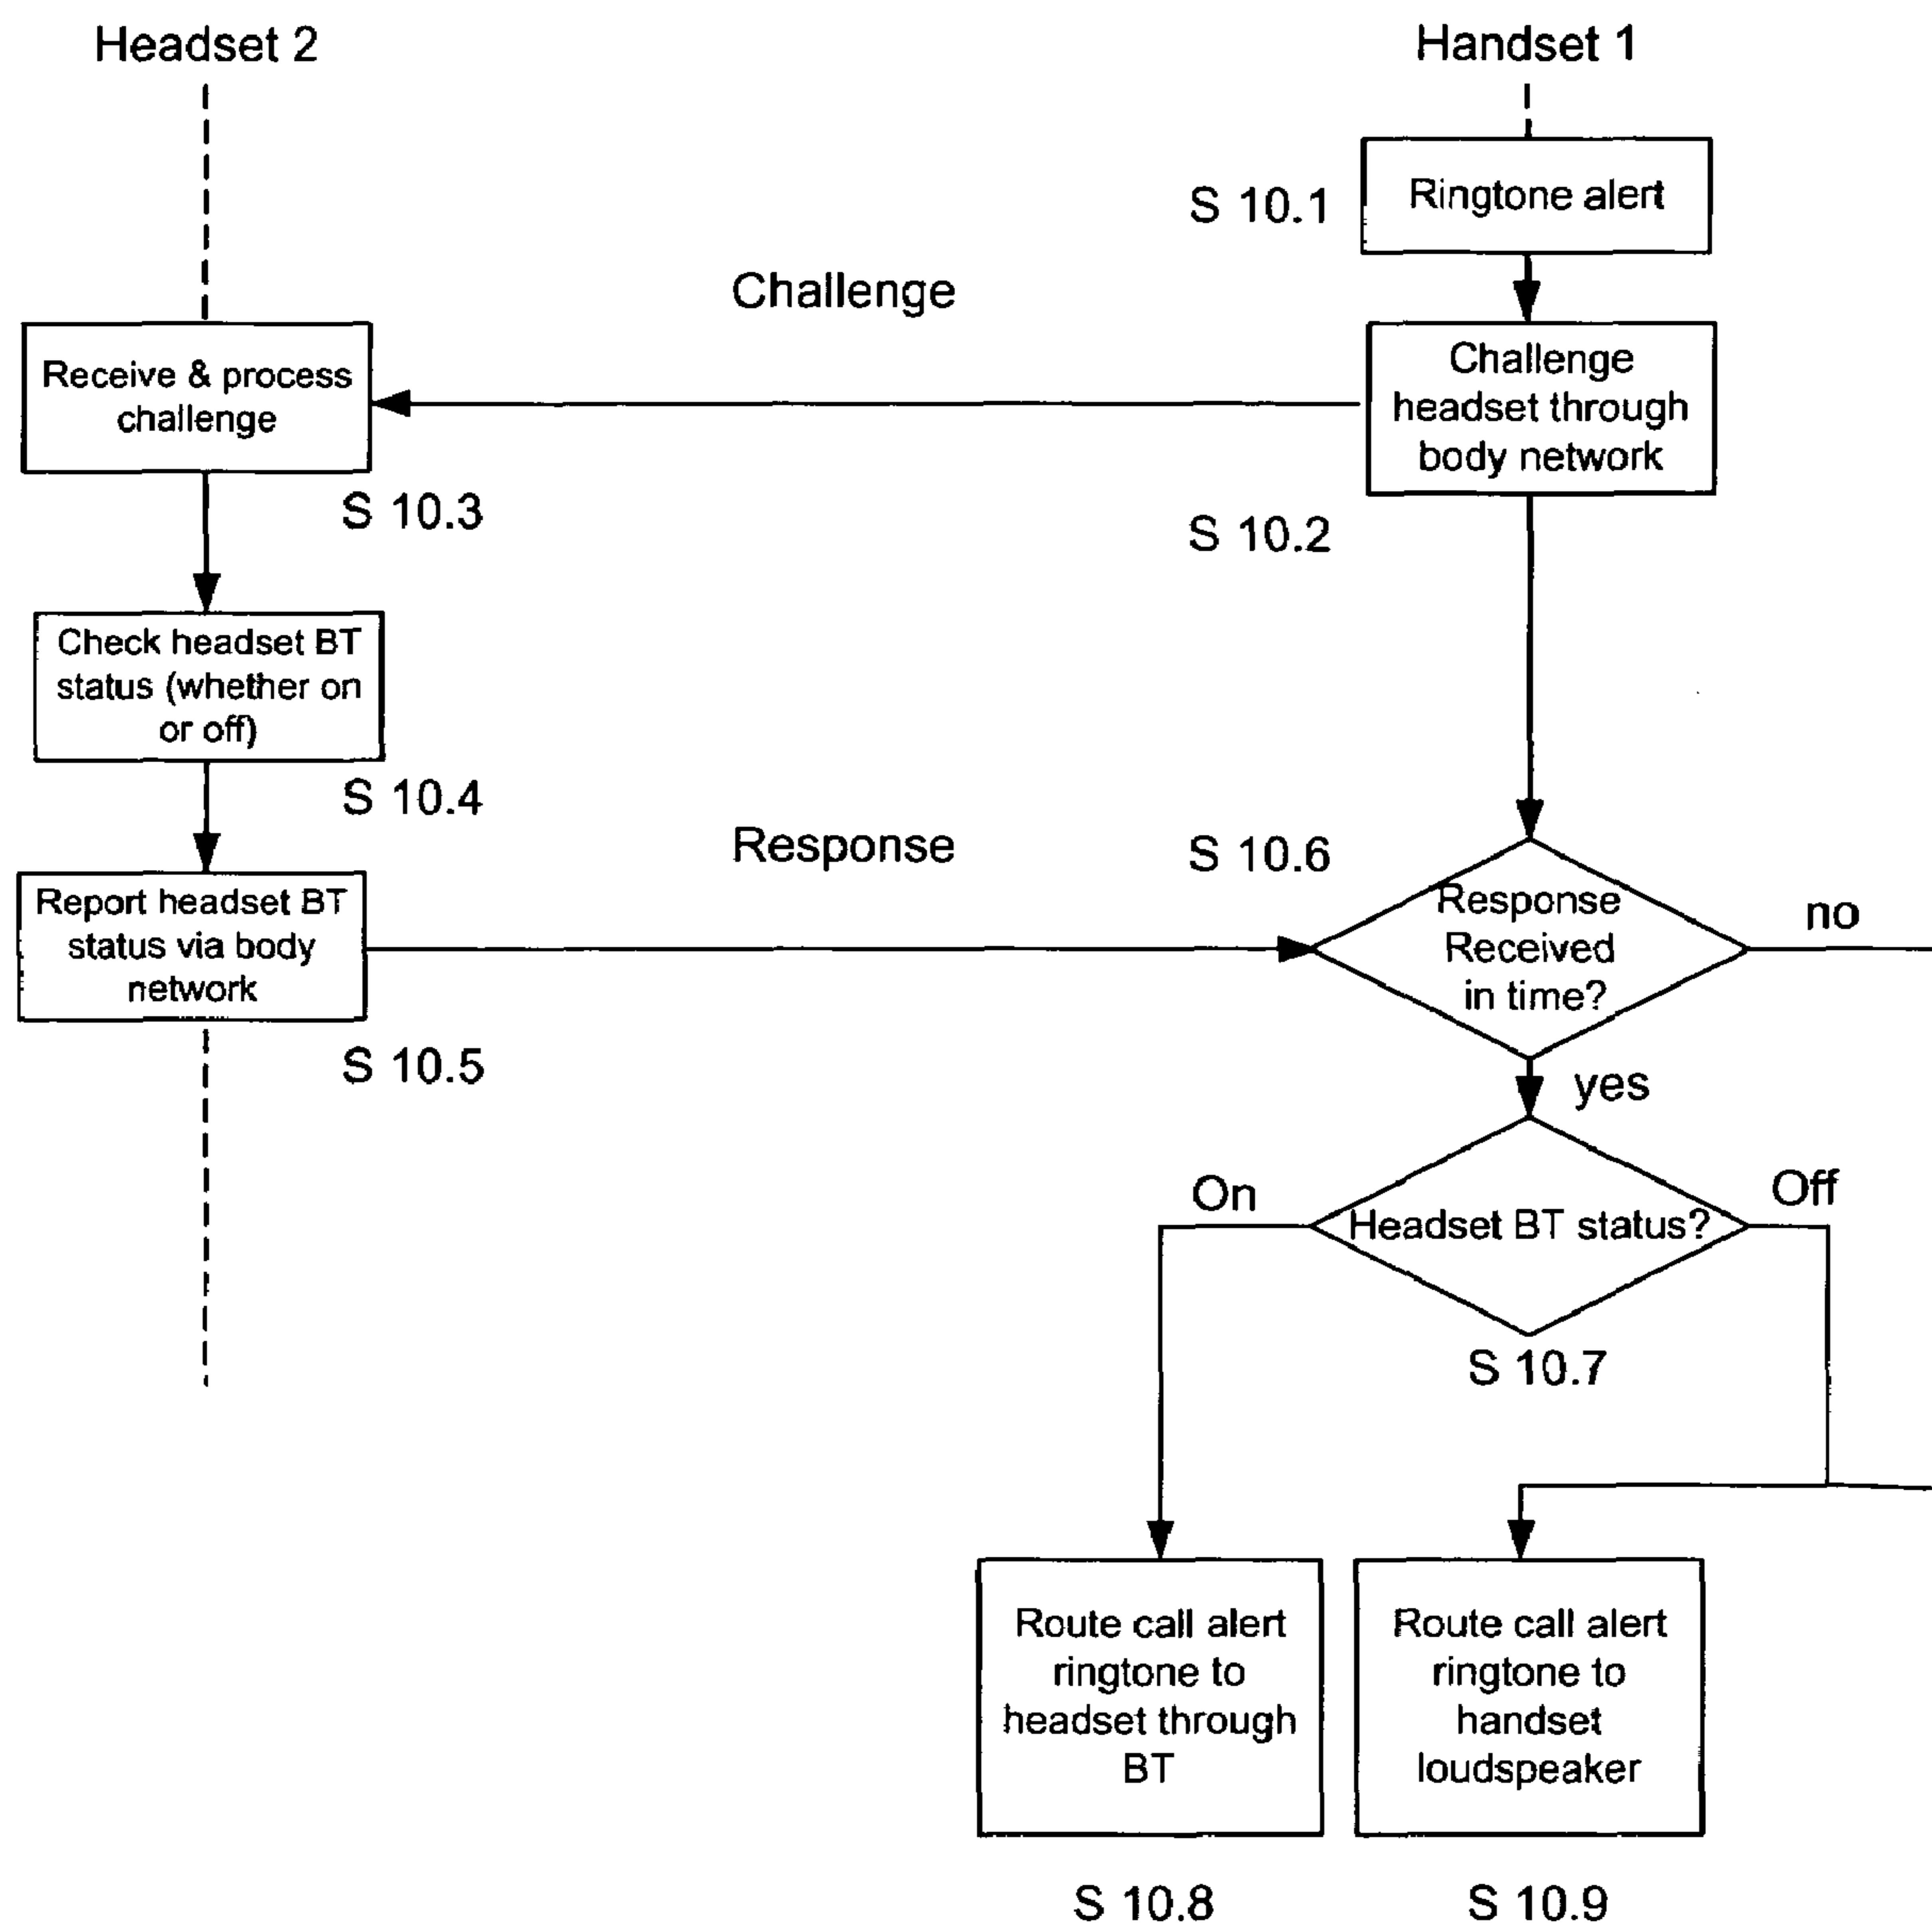 Headset 2
Handset 1
S 10.1
Ringtone alert
Challenge
Receive & process
challenge
Challenge
headset through
body network
S 10.3
S 10.2
Check headset BT
status (whether on
or off)
S 10.4
Response
S 10.6
Report headset BT
status via body
network
Response
Received
in time?
no
S 10.5
yes
On
Off
Headset BT status?
S 10.7
Route call alert
ringtone to
headset through
BT
Route call alert
ringtone to
handset
loudspeaker
S 10.8
S 10.9